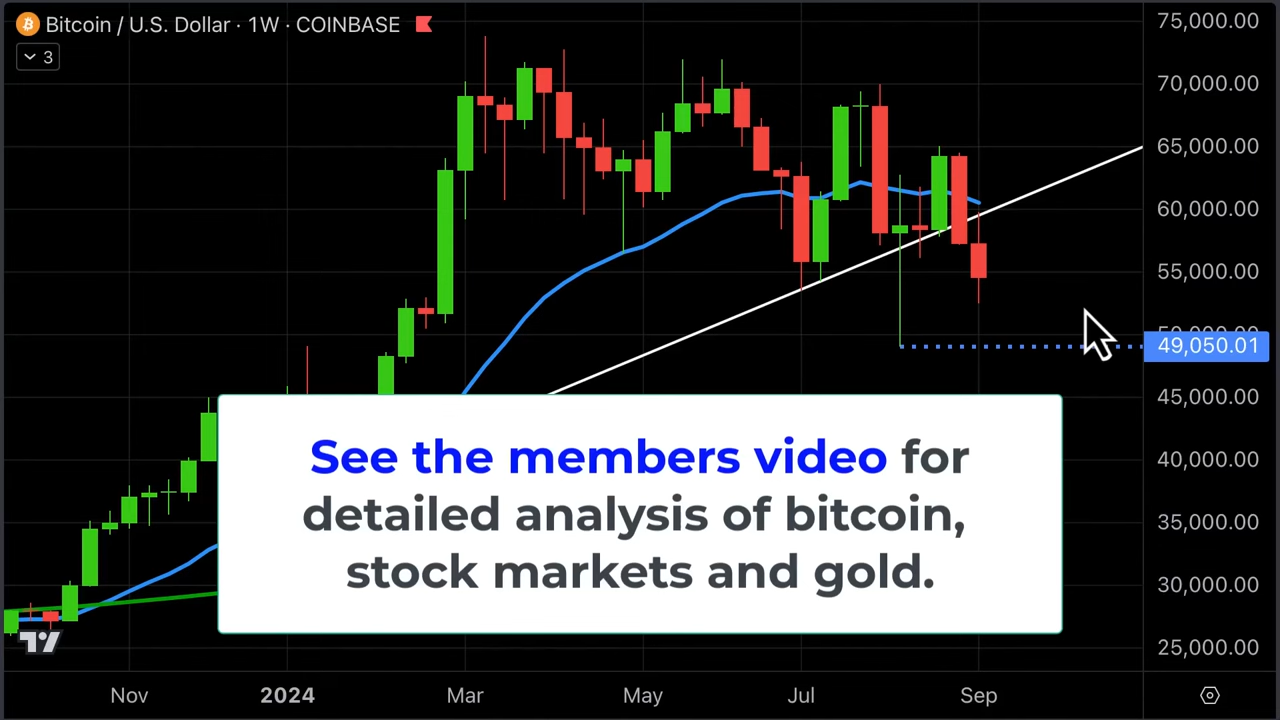 Bitcoin / U.S. Dollar · 1W · COINBASE
3
75,000.00
70,000.00
65,000.00
60,000.00
55,000.00
50,000.00
49,050.01
45,000.00
40,000.00
35,000.00
30,000.00
25,000.00
See the members video for
detailed analysis of bitcoin,
stock markets and gold.
Nov
2024
Mar
May
Jul
Sep